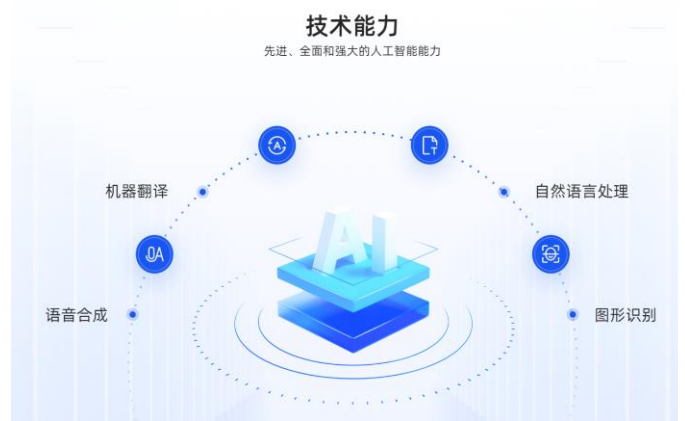 技术能力
先进、全面和强大的人工智能能力
机器翻译
自然语言处理
AI
语音合成
图形识别